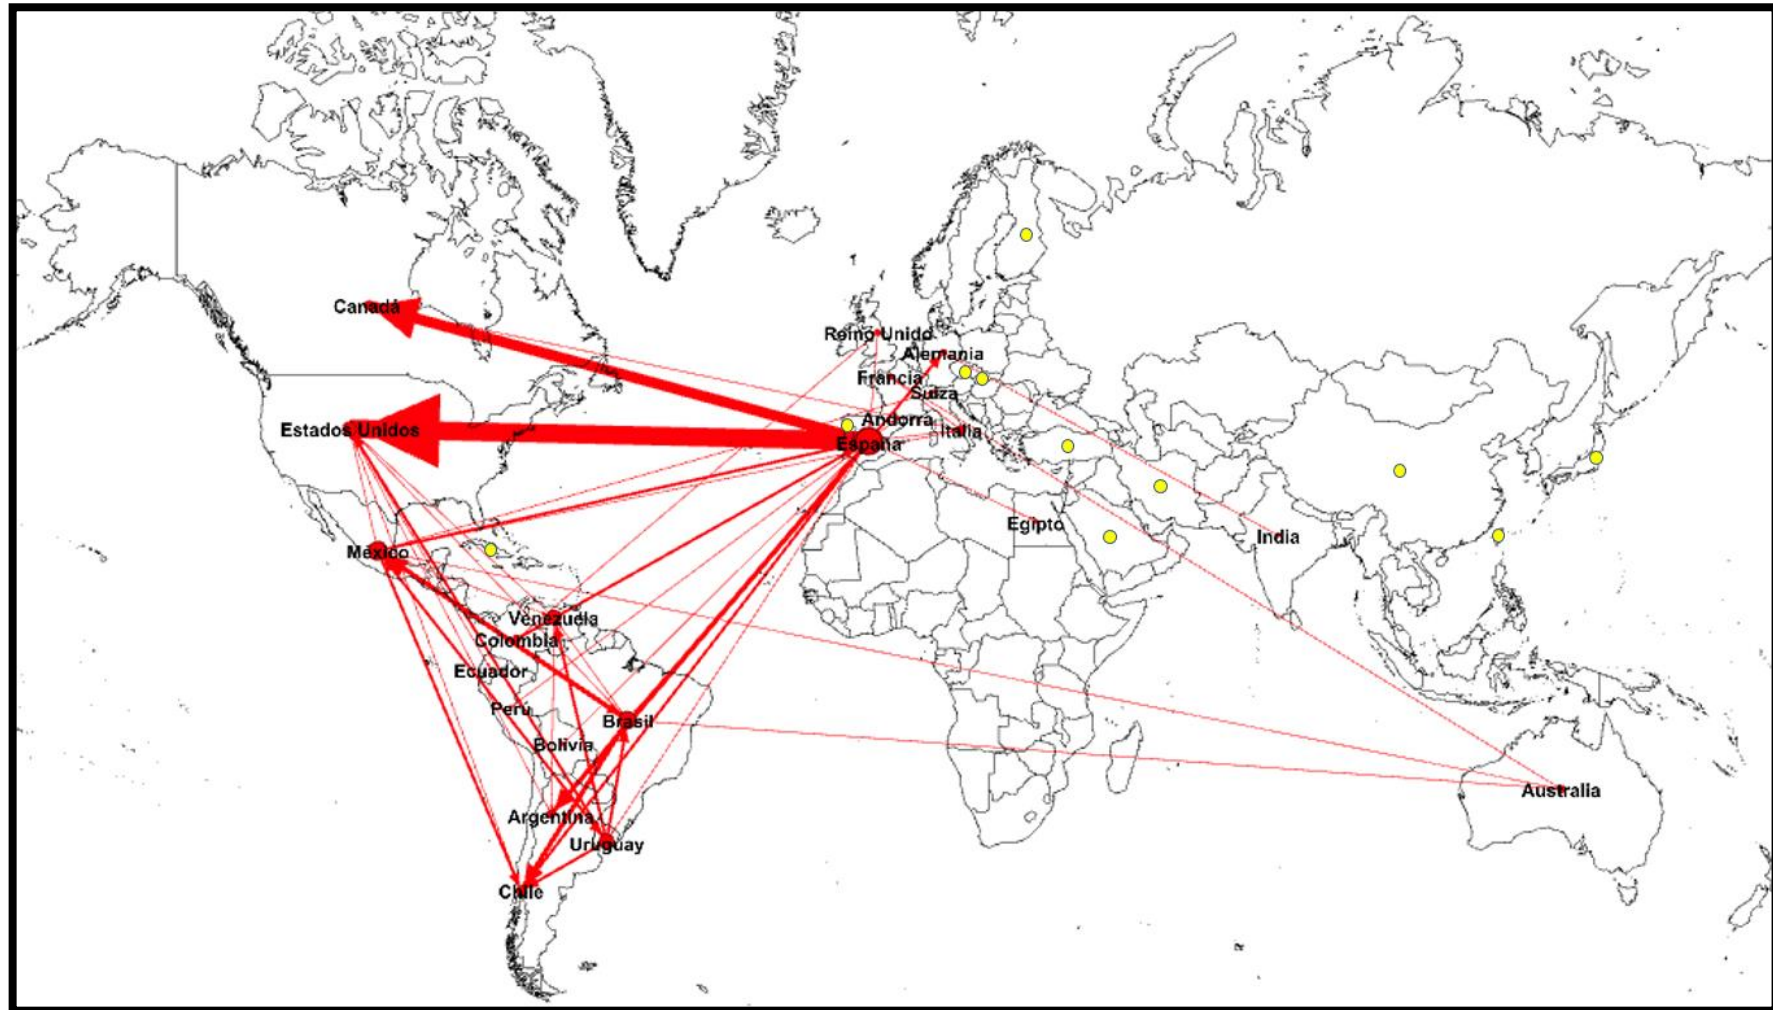 Canadá
Reino Unido
Alemania
Francia
Suiza
Andorra
Estados Unidos
Italia
España
Egipto
India
México
Venezuela
Colombia
Ecuador
Perú
Brasil
Bolivia
Australia
Argentina
Uruguay
Chile